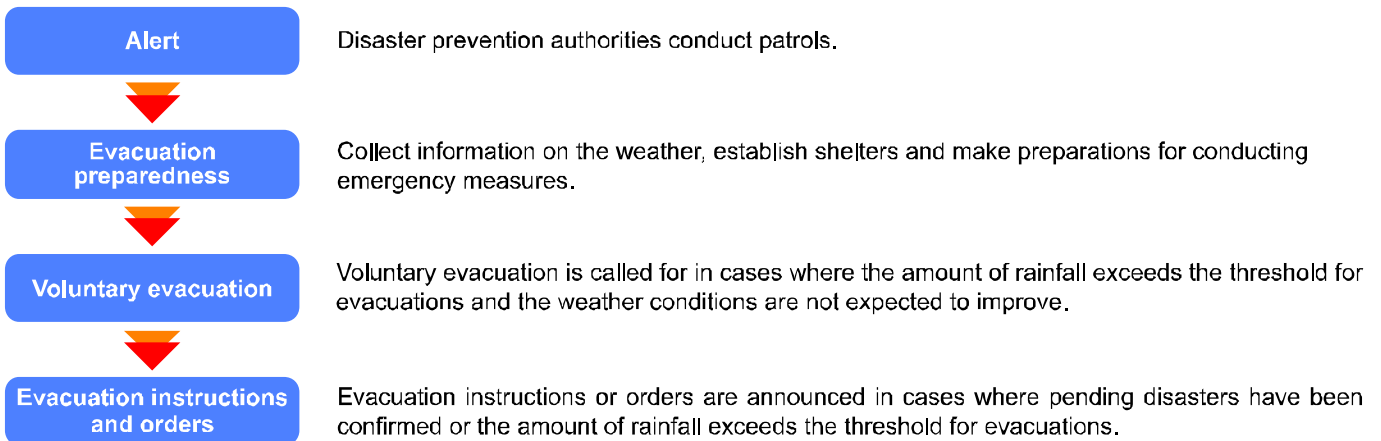 Alert
Disaster prevention authorities conduct patrols.
Evacuation
preparedness
Collect information on the weather, establish shelters and make preparations for conducting
emergency measures.
Voluntary evacuation
Voluntary evacuation is called for in cases where the amount of rainfall exceeds the threshold for
evacuations and the weather conditions are not expected to improve.
Evacuation instructions
and orders
Evacuation instructions or orders are announced in cases where pending disasters have been
confirmed or the amount of rainfall exceeds the threshold for evacuations.